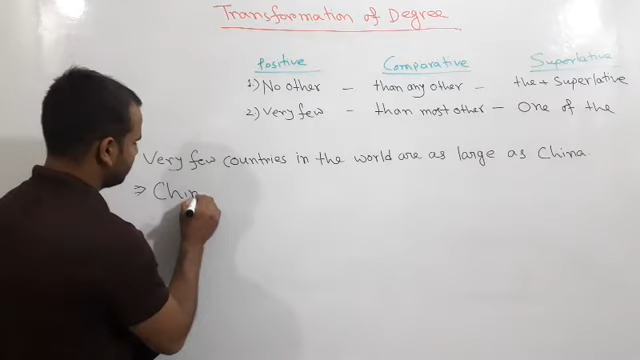 Transformation of Degree
Positive Comparative Superlative
1.) No other - than any other - the + Superlative
2) Very few - than most other - One of the
Very few countries in the world are as large as China.
⇒ Chin